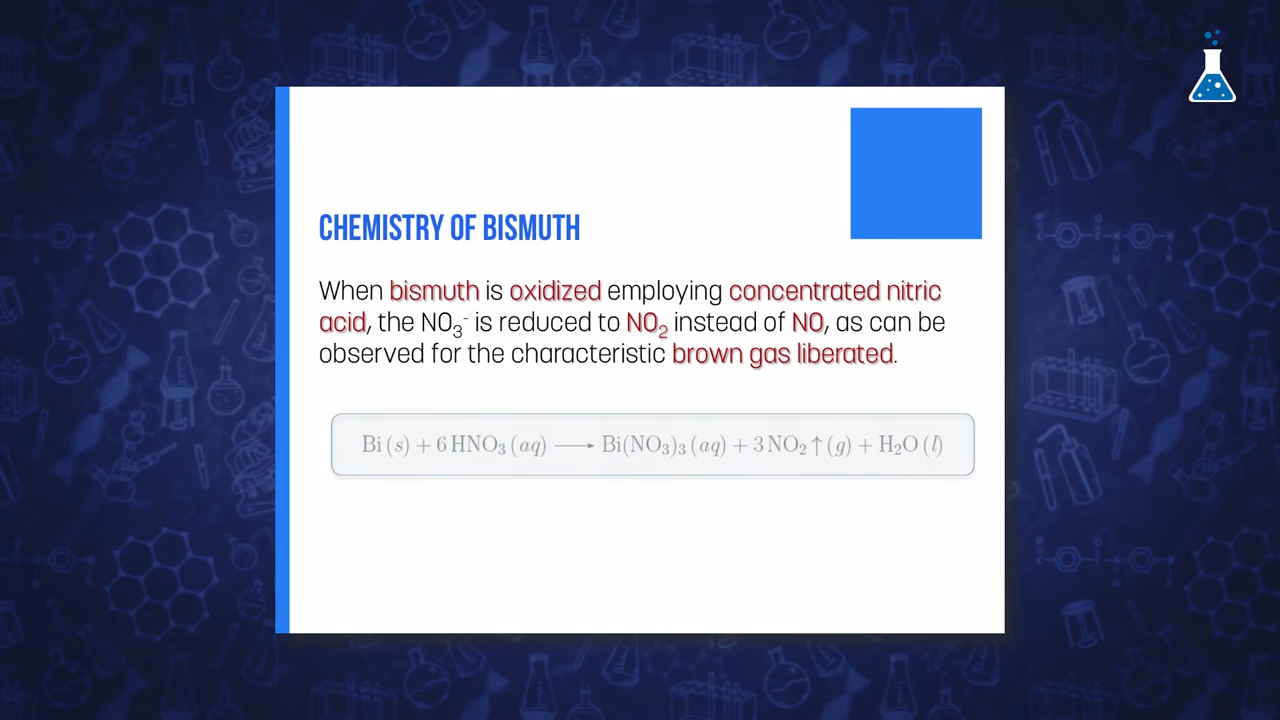 CHEMISTRY OF BISMUTH
When bismuth is oxidized employing concentrated nitric
acid, the NO₃⁻ is reduced to NO₂ instead of NO, as can be
observed for the characteristic brown gas liberated.
Bi (s) + 6 HNO₃ (aq) ⟶ Bi(NO₃)₃ (aq) + 3 NO₂ ↑ (g) + H₂O (l)